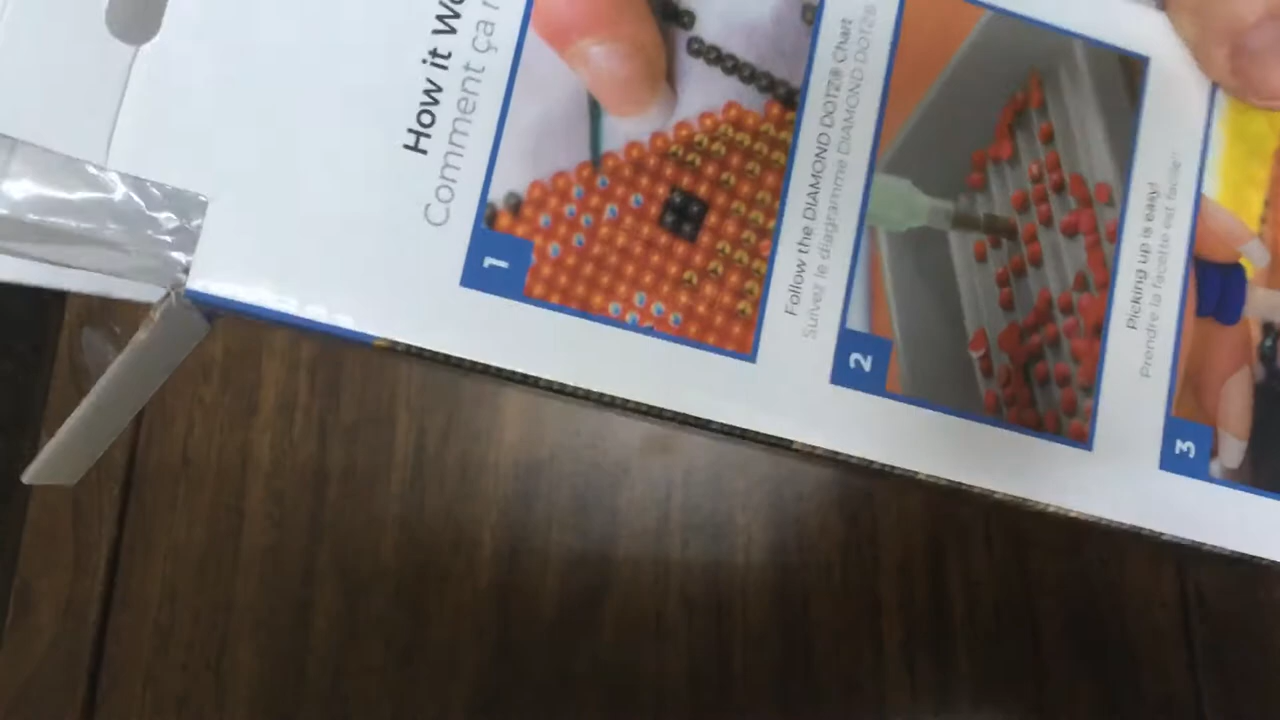 How it
Comment ça
1
Follow the DIAMOND DOTZ® Chart
Suivez le diagramme DIAMOND DOTZ®
2
Picking up is easy!
Prendre la facette est facile!
3